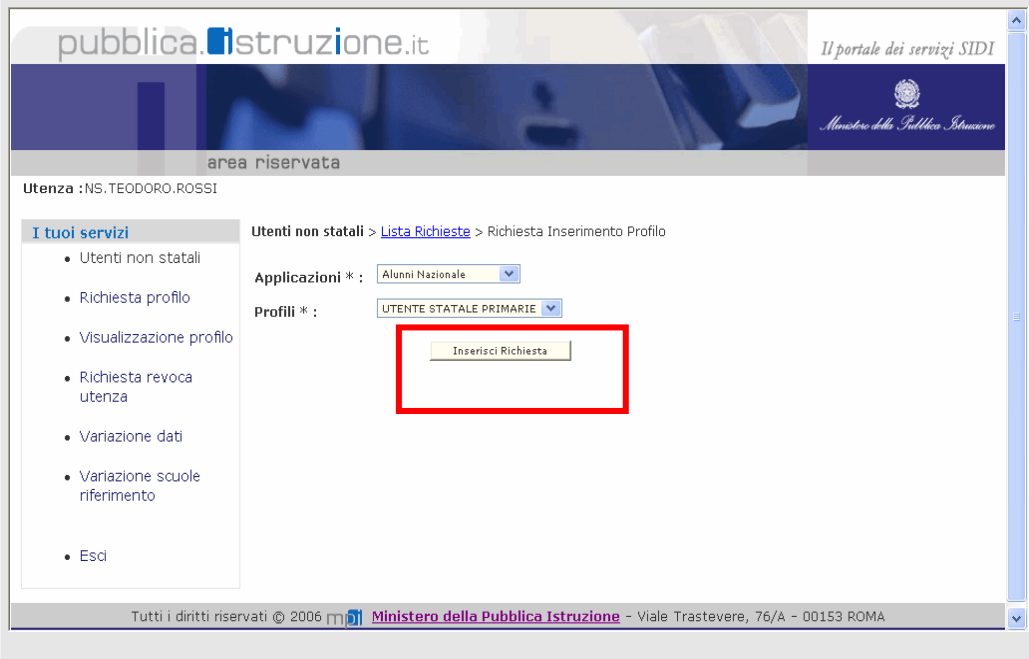 pubblica.istruzione.it
Il portale dei servizi SIDI
Ministero della Pubblica Istruzione
area riservata
Utenza :NS.TEODORO.ROSSI
I tuoi servizi
Utenti non statali
Richiesta profilo
Visualizzazione profilo
Richiesta revoca
utenza
Variazione dati
Variazione scuole
riferimento
Esci
Utenti non statali > Lista Richieste > Richiesta Inserimento Profilo
Applicazioni * : Alunni Nazionale
Profili * : UTENTE STATALE PRIMARIE
Inserisci Richiesta
Tutti i diritti riservati © 2006 mpi Ministero della Pubblica Istruzione – Viale Trastevere, 76/A – 00153 ROMA